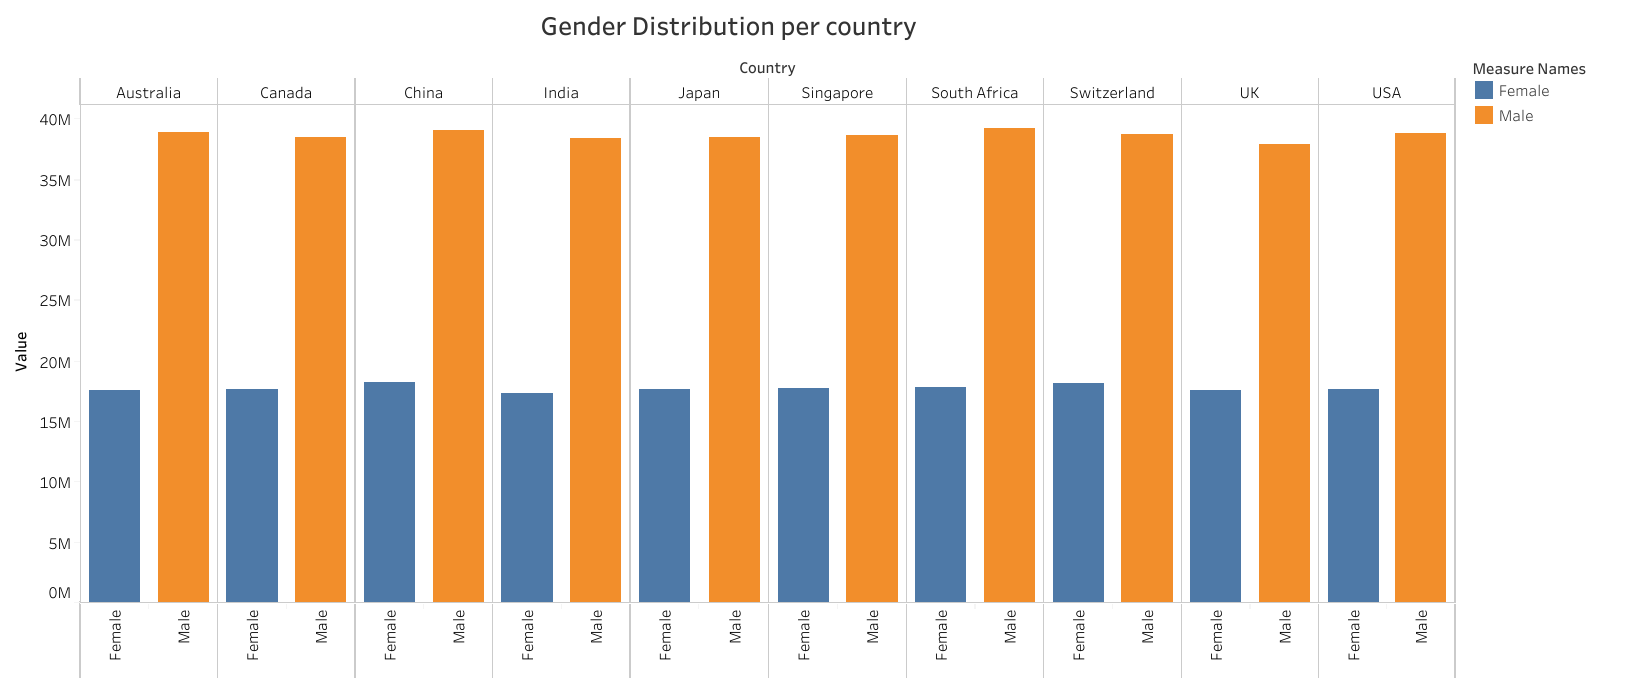 Gender Distribution per country
Country
Measure Names
Female
Male
Australia Canada China India Japan Singapore South Africa Switzerland UK USA
40M
35M
30M
25M
20M
15M
10M
5M
0M
Value
Female Male Female Male Female Male Female Male Female Male Female Male Female Male Female Male Female Male Female Male